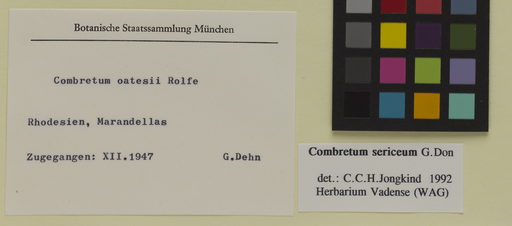 Botanische Staatssammlung München
Combretum oatesii Rolfe
Rhodesien, Marandellas
Zugegangen: XII.1947 G.Dehn
Combretum sericeum G.Don
det.: C.C.H.Jongkind 1992
Herbarium Vadense (WAG)